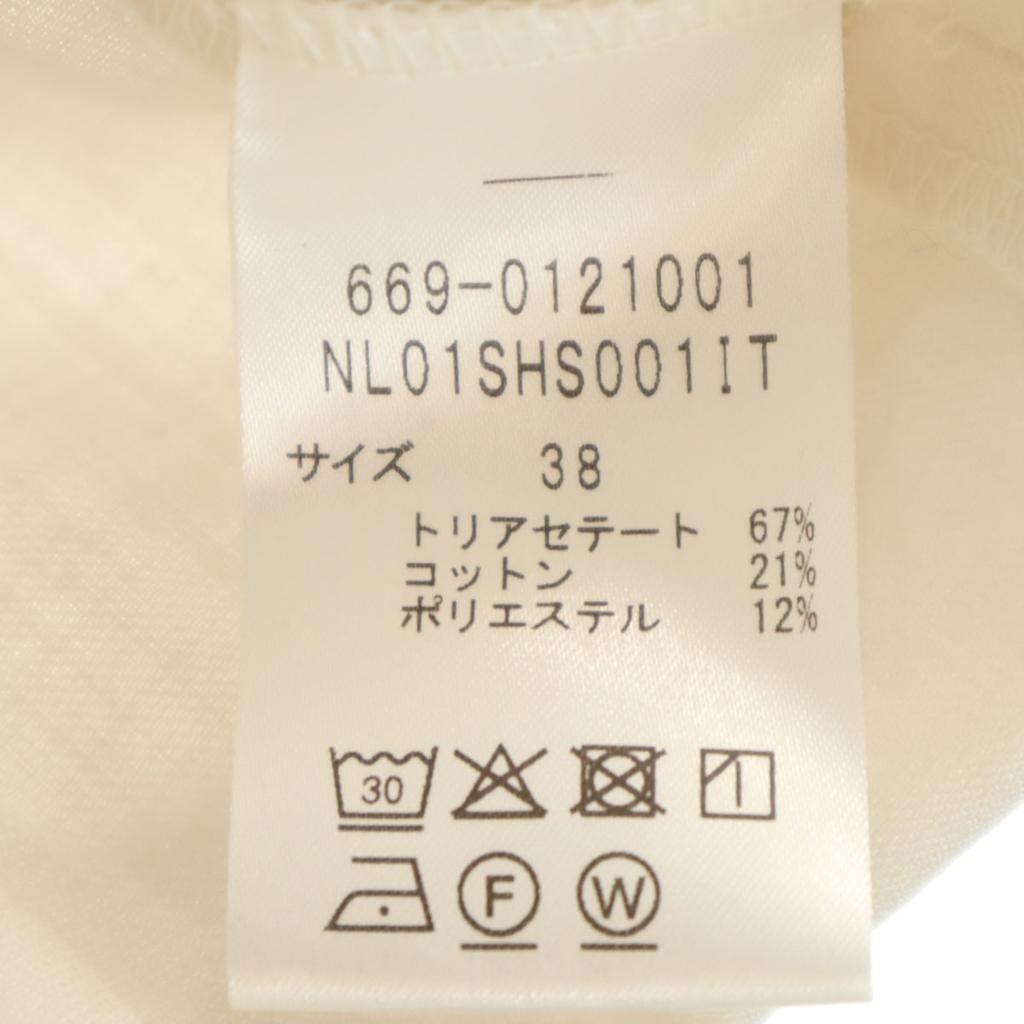 669-0121001
NL01SHS001IT
サイズ 38
トリアセテート 67%
コットン 21%
ポリエステル 12%
30
F W